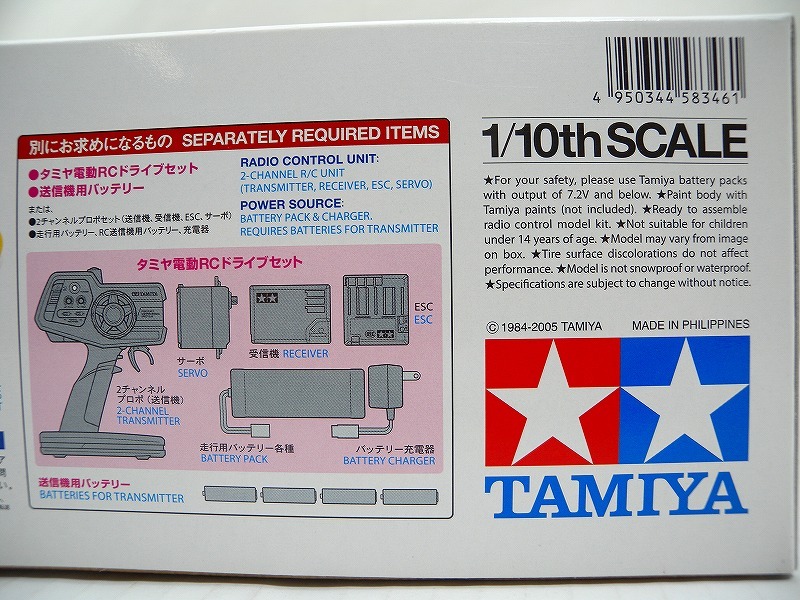 4 950344 583461
別にお求めになるもの SEPARATELY REQUIRED ITEMS
●タミヤ電動RCドライブセット
●送信機用バッテリー
または、
●2チャンネルプロポセット(送信機、受信機、ESC、サーボ)
●走行用バッテリー、RC送信機用バッテリー、充電器
RADIO CONTROL UNIT:
2-CHANNEL R/C UNIT
(TRANSMITTER, RECEIVER, ESC, SERVO)
POWER SOURCE:
BATTERY PACK & CHARGER.
REQUIRES BATTERIES FOR TRANSMITTER
タミヤ電動RCドライブセット
TAMIYA
サーボ
SERVO
受信機 RECEIVER
ESC
ESC
2チャンネル
プロポ(送信機)
2-CHANNEL
TRANSMITTER
走行用バッテリー各種
BATTERY PACK
バッテリー充電器
BATTERY CHARGER
送信機用バッテリー
BATTERIES FOR TRANSMITTER
1/10th SCALE
★For your safety, please use Tamiya battery packs
with output of 7.2V and below. ★Paint body with
Tamiya paints (not included). ★Ready to assemble
radio control model kit. ★Not suitable for children
under 14 years of age. ★Model may vary from image
on box. ★Tire surface discolorations do not affect
performance. ★Model is not snowproof or waterproof.
★Specifications are subject to change without notice.
© 1984-2005 TAMIYA MADE IN PHILIPPINES
TAMIYA